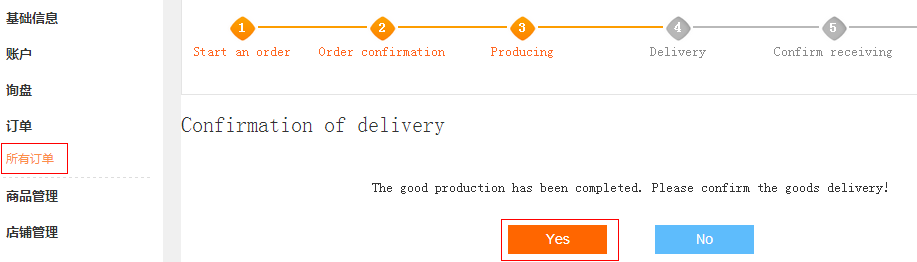 基础信息
账户
询盘
订单
所有订单
商品管理
店铺管理
1 2 3 4 5
Start an order Order confirmation Producing Delivery Confirm receiving
Confirmation of delivery
The good production has been completed. Please confirm the goods delivery!
Yes No